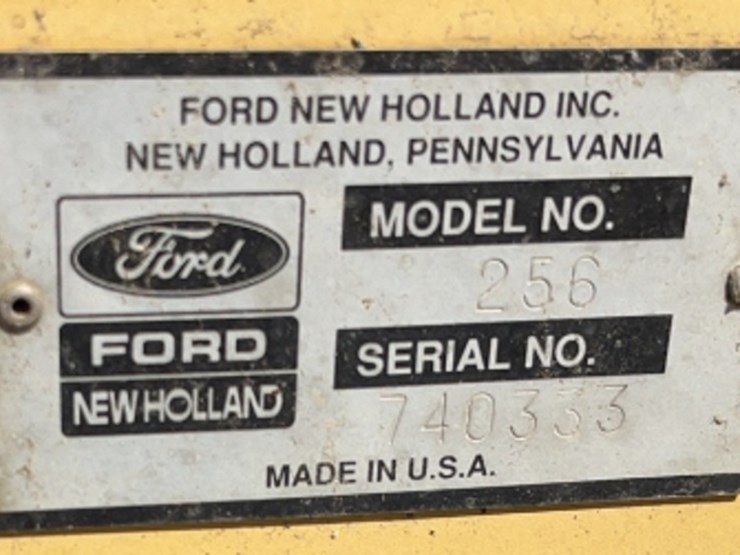 FORD NEW HOLLAND INC.
NEW HOLLAND, PENNSYLVANIA
Ford
FORD
NEW HOLLAND
MODEL NO.
256
SERIAL NO.
740333
MADE IN U.S.A.